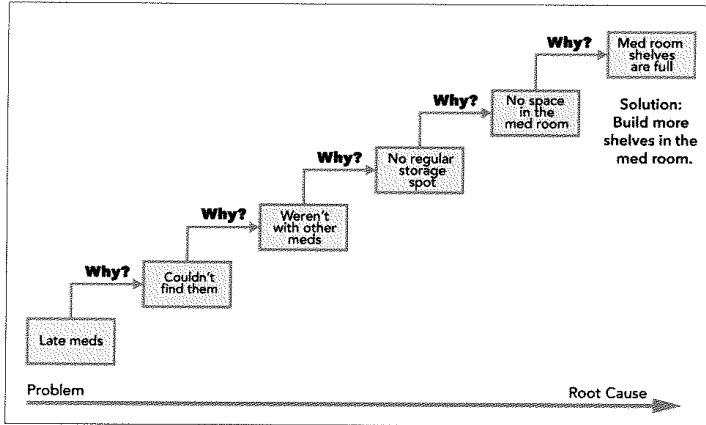 Why?
Med room
shelves
are full
Why?
No space
in the
med room
Solution:
Build more
shelves in the
med room.
Why?
No regular
storage
spot
Why?
Weren't
with other
meds
Why?
Couldn't
find them
Late meds
Problem
Root Cause